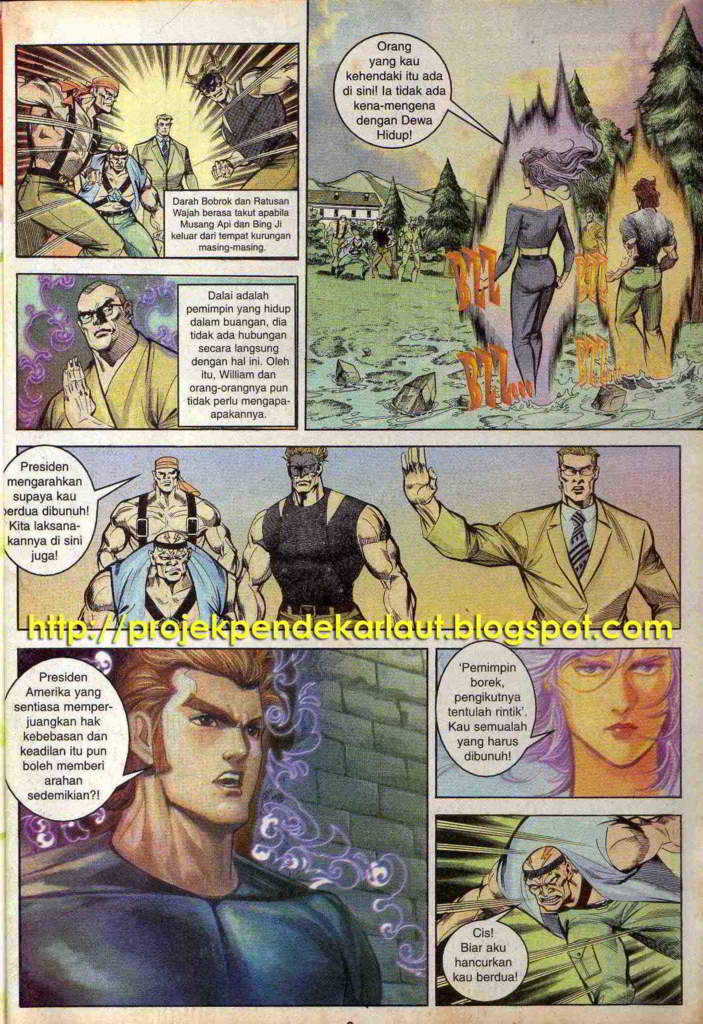 Darah Bobrok dan Ratusan
Wajah berasa takut apabila
Musang Api dan Bing Ji
keluar dari tempat kurungan
masing-masing.
Orang
yang kau
kehendaki itu ada
di sini! Ia tidak ada
kena-mengena
dengan Dewa
Hidup!
BZZ
BZZ
BZZ...
BZZ...
Dalai adalah
pemimpin yang hidup
dalam buangan, dia
tidak ada hubungan
secara langsung
dengan hal ini. Oleh
itu, William dan
orang-orangnya pun
tidak perlu mengapa-
apakannya.
Presiden
mengarahkan
supaya kau
berdua dibunuh!
Kita laksana-
kannya di sini
juga!
http://projekpendekarlaut.blogspot.com
Presiden
Amerika yang
sentiasa memper-
juangkan hak
kebebasan dan
keadilan itu pun
boleh memberi
arahan
sedemikian?!
'Pemimpin
borek,
pengikutnya
tentulah rintik'.
Kau semualah
yang harus
dibunuh!
Cis!
Biar aku
hancurkan
kau berdua!